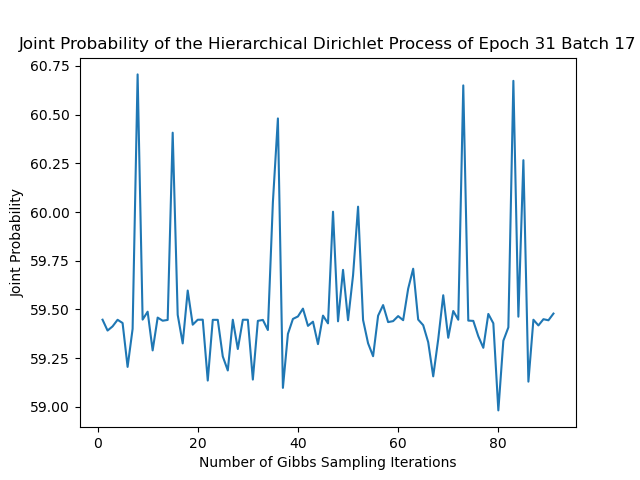 Joint Probability of the Hierarchical Dirichlet Process of Epoch 31 Batch 17
60.75
60.50
60.25
60.00
59.75
59.50
59.25
59.00
Joint Probability
0 20 40 60 80
Number of Gibbs Sampling Iterations